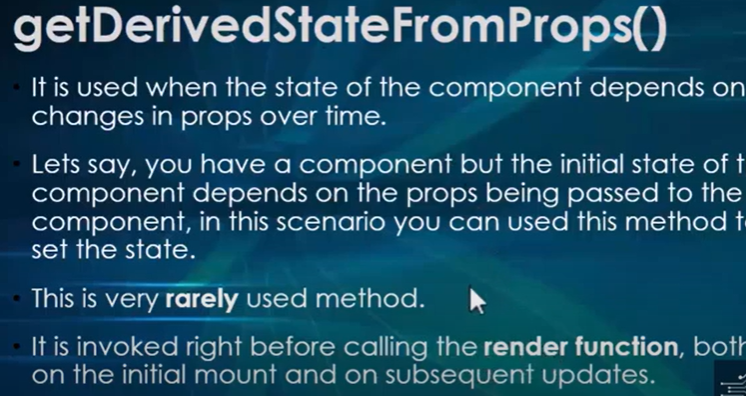 getDerivedStateFromProps()
It is used when the state of the component depends on
changes in props over time.
Lets say, you have a component but the initial state of
component depends on the props being passed to the
component, in this scenario you can used this method
set the state.
This is very rarely used method.
It is invoked right before calling the render function, both
on the initial mount and on subsequent updates.